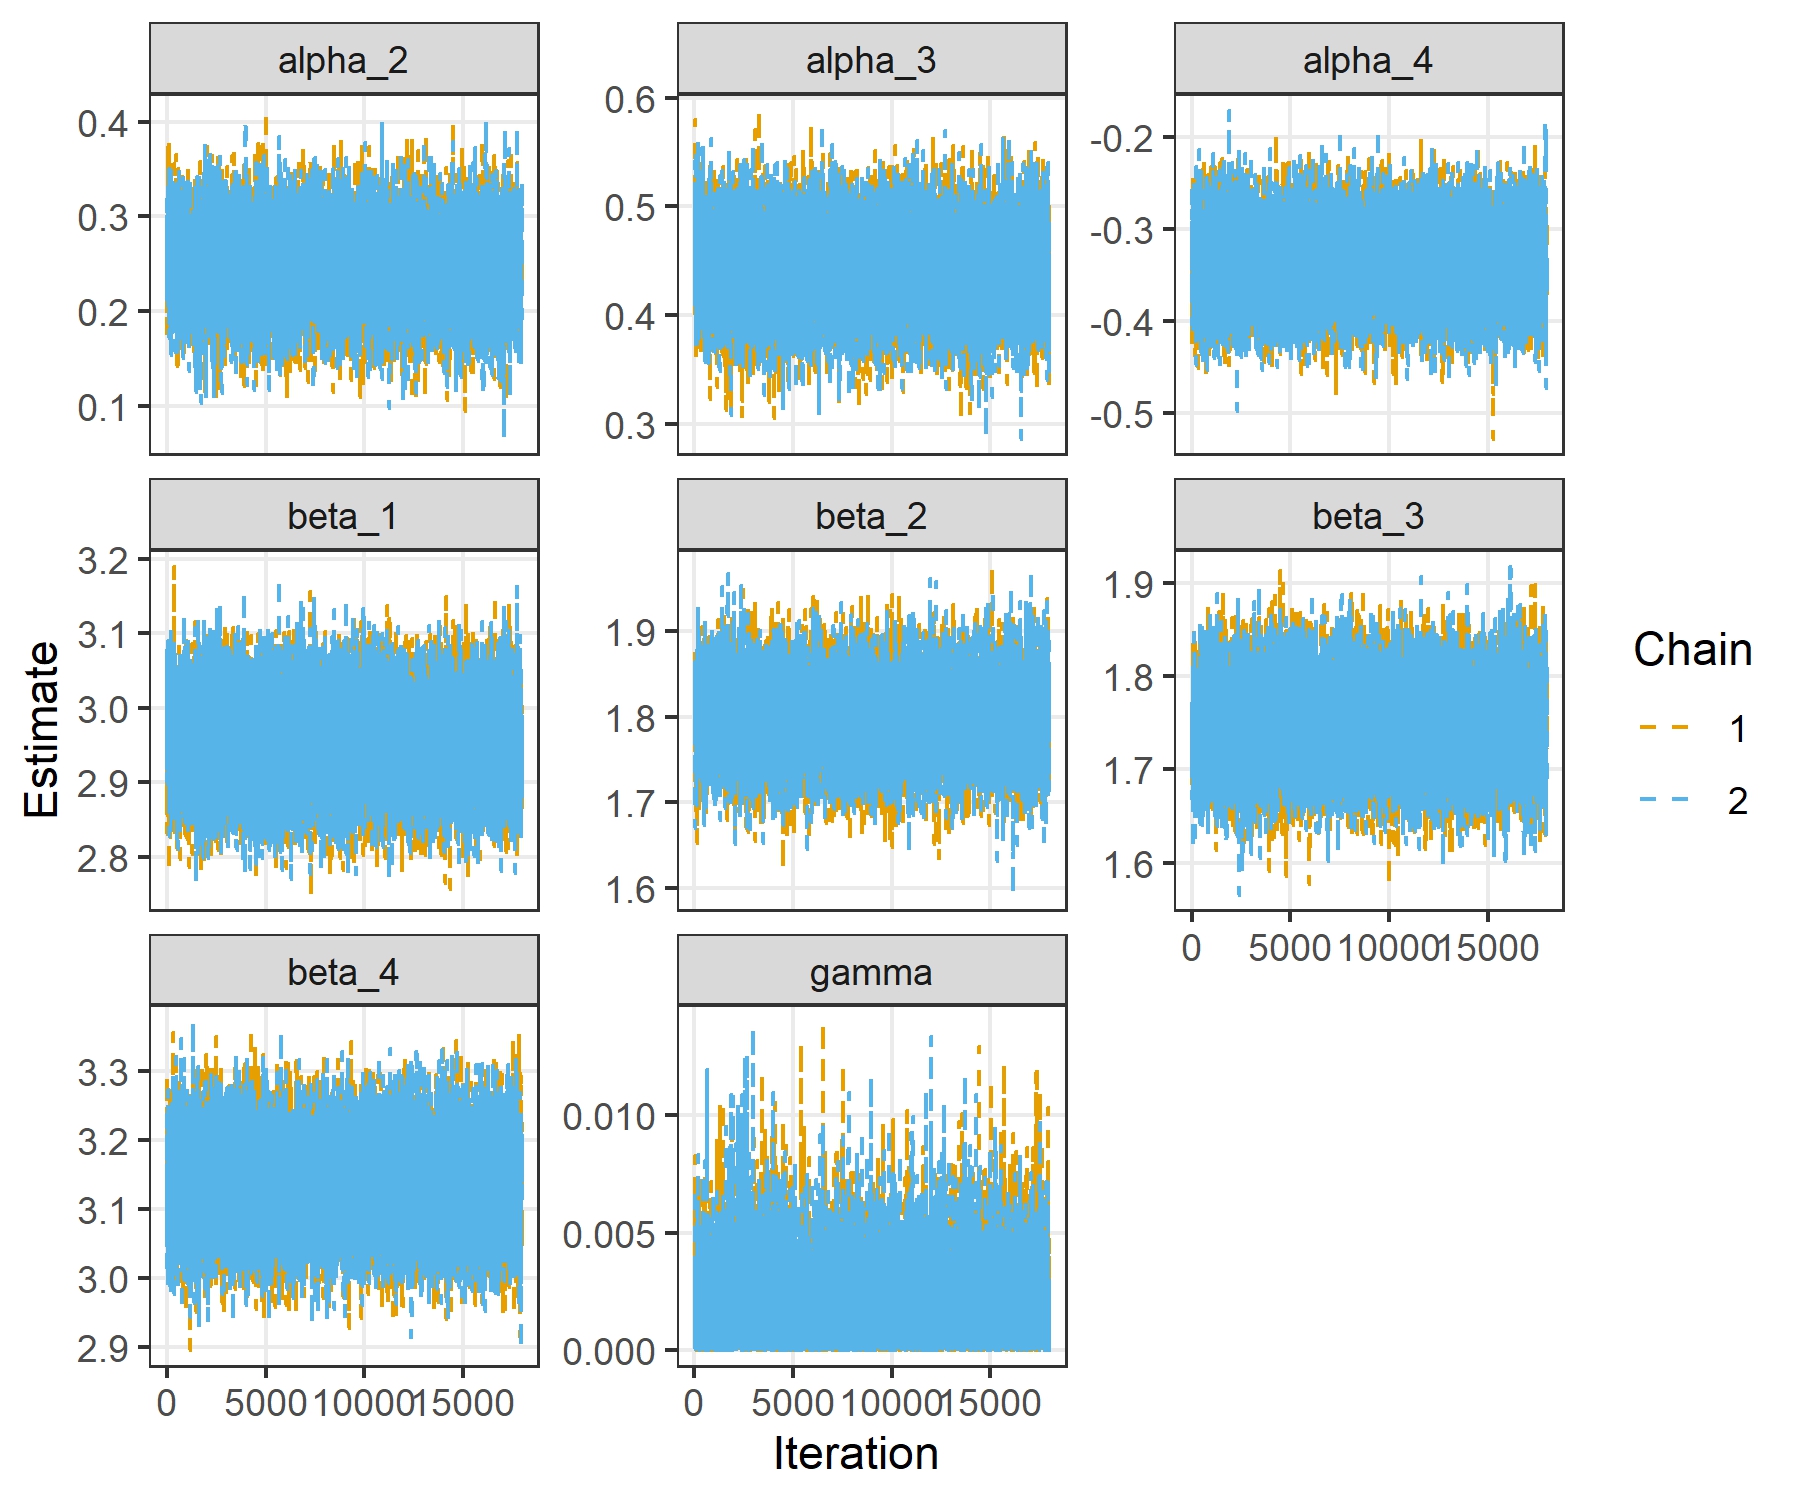 alpha_2
alpha_3
alpha_4
0.4
0.3
0.2
0.1
0.6
0.5
0.4
0.3
-0.2
-0.3
-0.4
-0.5
beta_1
beta_2
beta_3
3.2
3.1
3.0
2.9
2.8
1.9
1.8
1.7
1.6
1.9
1.8
1.7
1.6
0 5000 10000 15000
beta_4
gamma
3.3
3.2
3.1
3.0
2.9
0.010
0.005
0.000
0 5000 10000 15000
0 5000 10000 15000
Estimate
Iteration
Chain
1
2